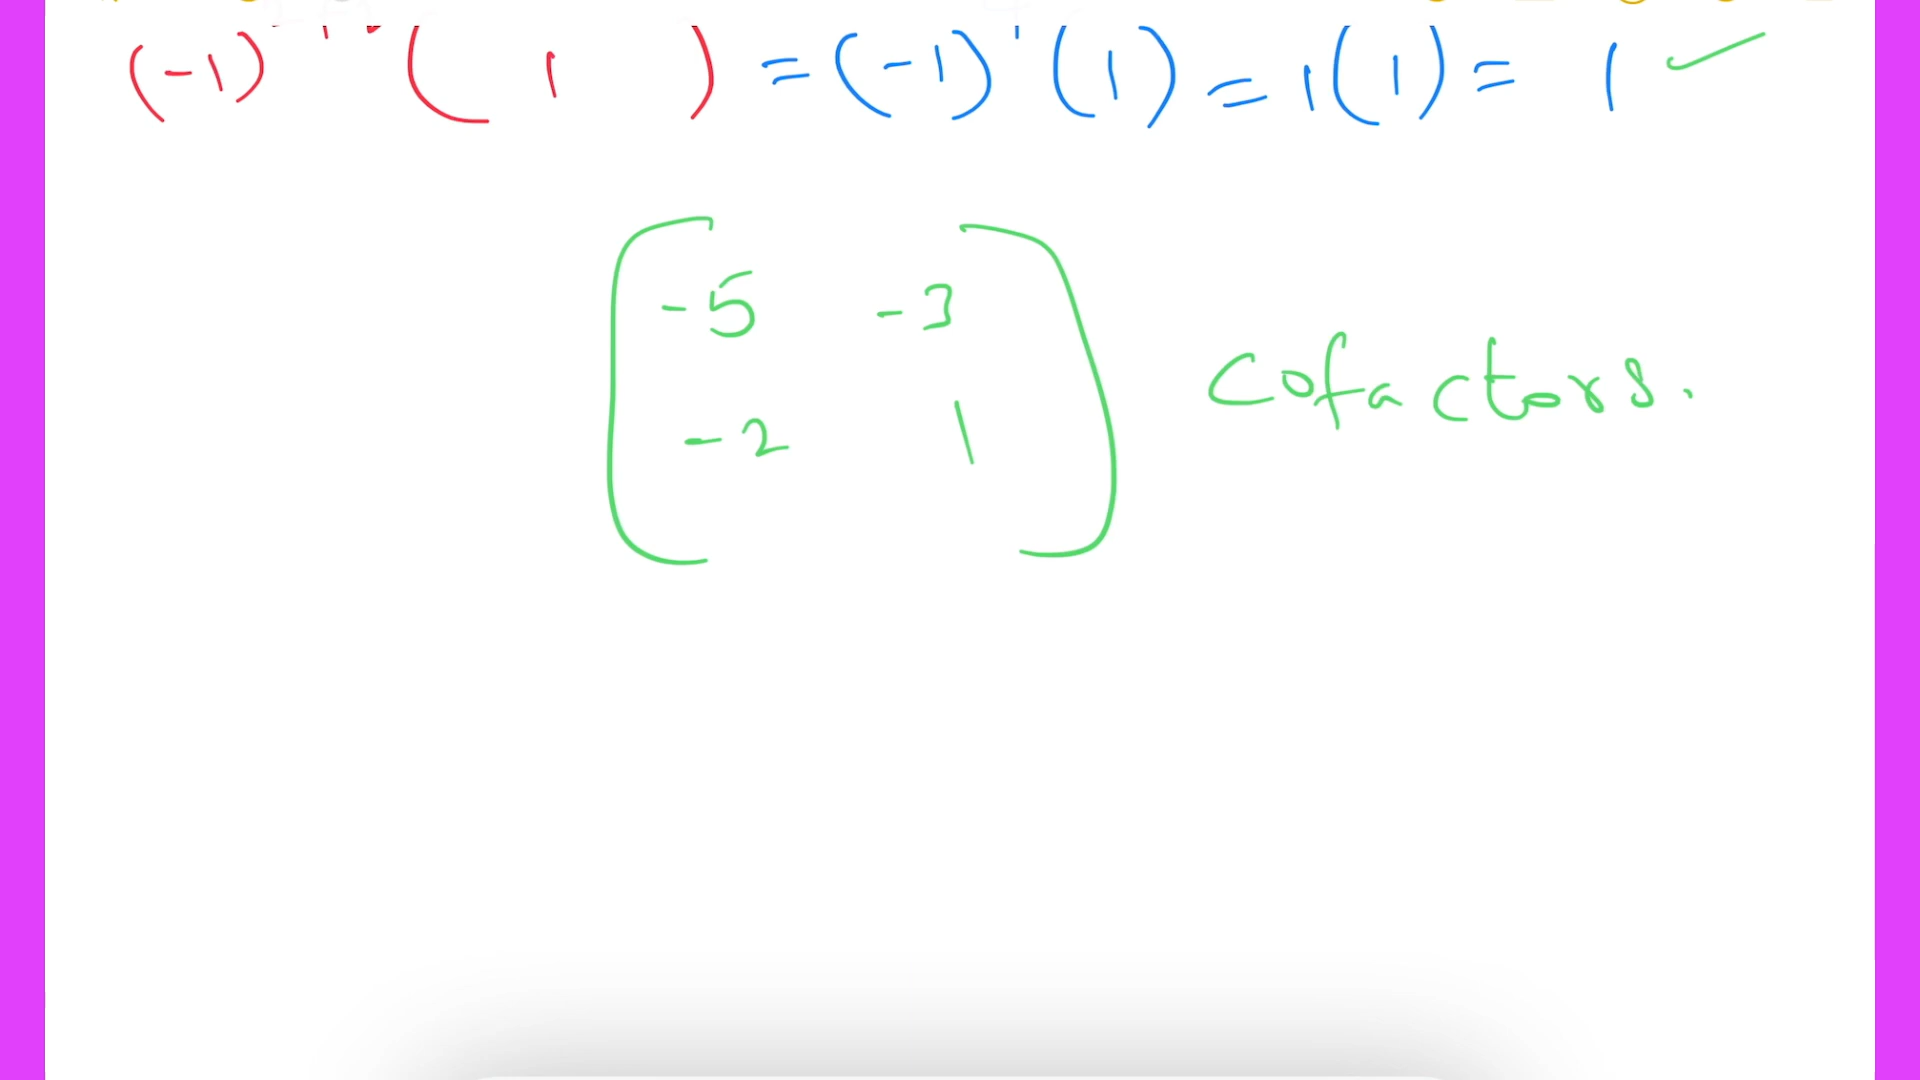 (-1) ( 1 ) = (-1) (1) = 1(1) = 1 ✓
-5 -3
Cofactors.
-2 1